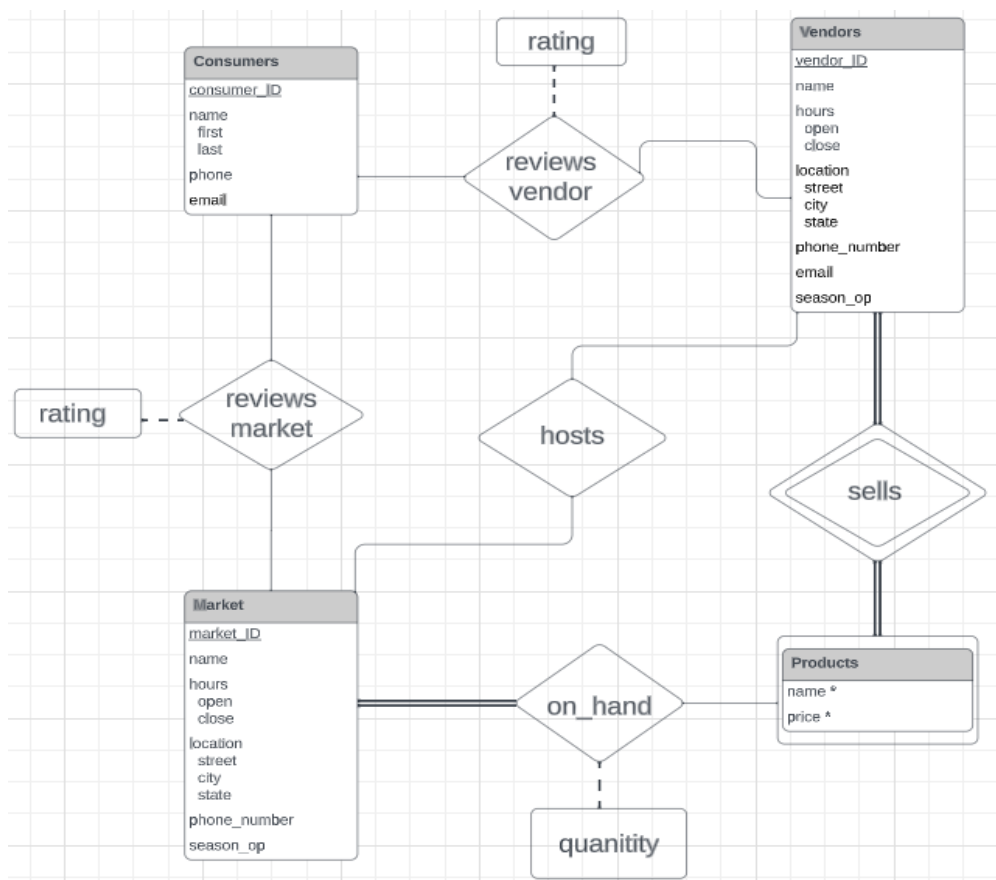 Consumers
consumer_ID
name
first
last
phone
email
rating
reviews
vendor
Vendors
vendor_ID
name
hours
open
close
location
street
city
state
phone_number
email
season_op
rating
reviews
market
hosts
sells
Market
market_ID
name
hours
open
close
location
street
city
state
phone_number
season_op
on_hand
quanitity
Products
name *
price *